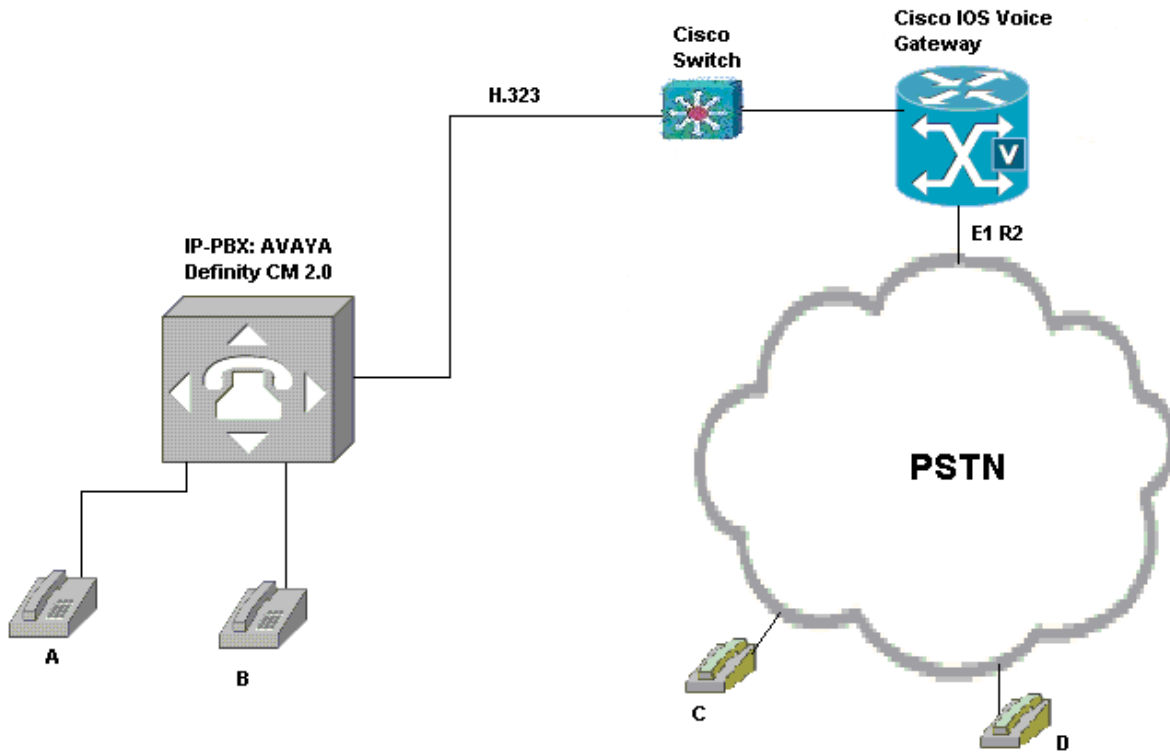 Cisco IOS Voice
Gateway
Cisco
Switch
H.323
V
E1 R2
IP-PBX: AVAYA
Definity CM 2.0
PSTN
A
B
C
D